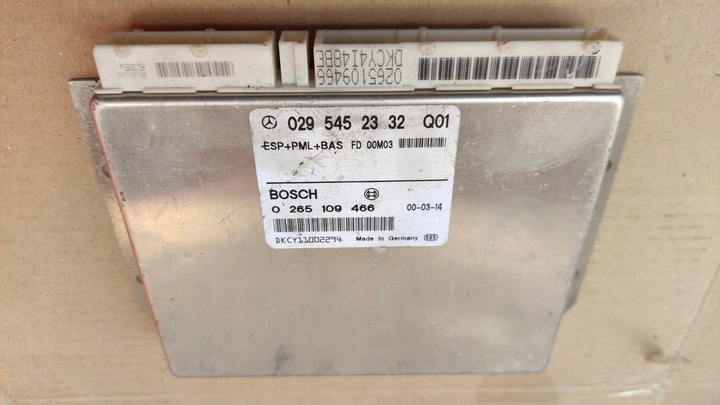 0265109466
DKCY4I48BE
029 545 23 32 Q01
ESP+PML+BAS FD 00M03
BOSCH
0 265 109 466 00-03-14
DKCY11002294 Made in Germany